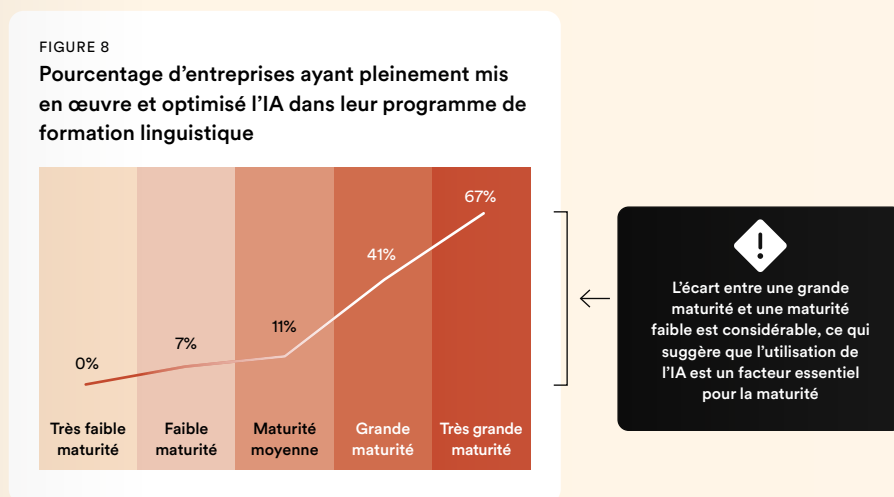 FIGURE 8
Pourcentage d’entreprises ayant pleinement mis
en œuvre et optimisé l’IA dans leur programme de
formation linguistique
67%
41%
11%
7%
0%
Très faible
maturité
Faible
maturité
Maturité
moyenne
Grande
maturité
Très grande
maturité
L’écart entre une grande
maturité et une maturité
faible est considérable, ce qui
suggère que l’utilisation de
l’IA est un facteur essentiel
pour la maturité